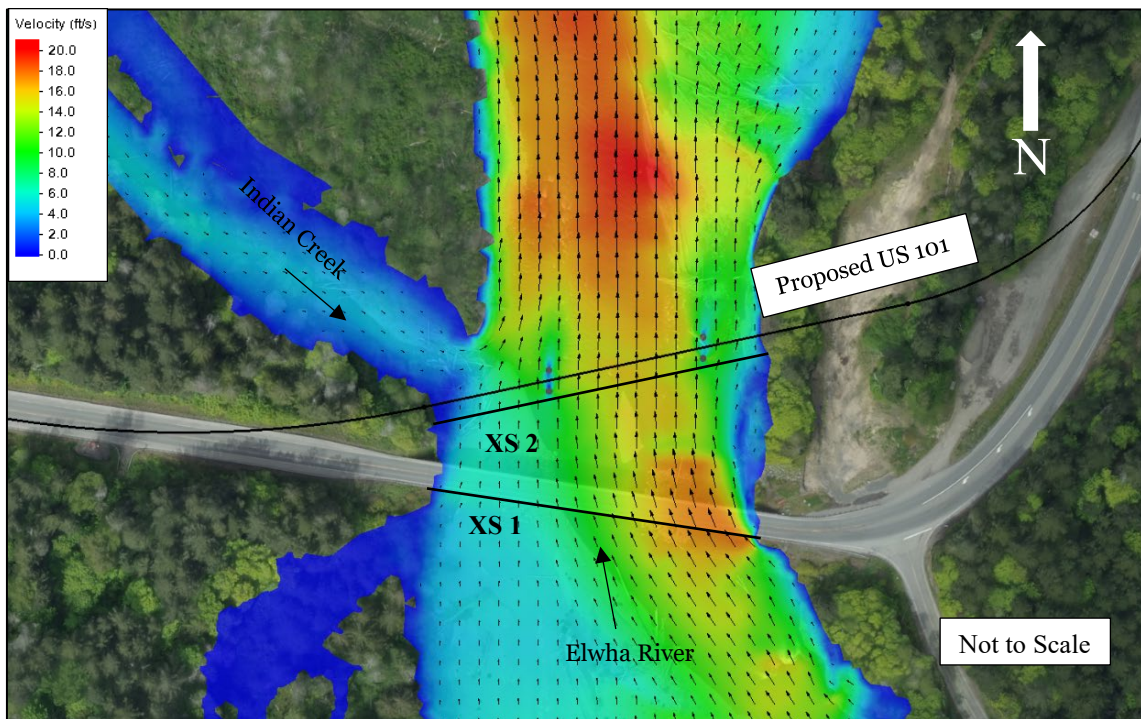 Velocity (ft/s)
20.0
18.0
16.0
14.0
12.0
10.0
8.0
6.0
4.0
2.0
0.0
N
Indian Creek
Proposed US 101
XS 2
XS 1
Elwha River
Not to Scale